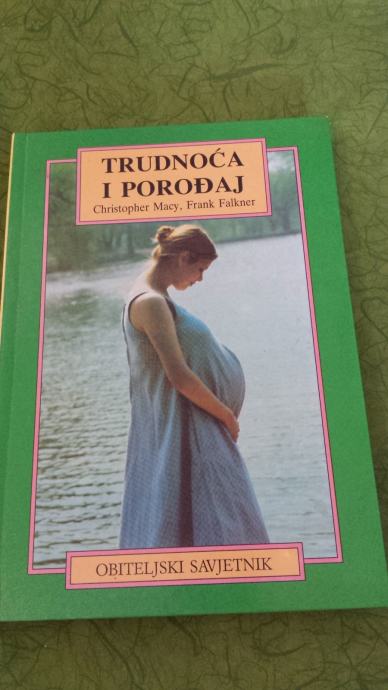 TRUDNOĆA
I POROĐAJ
Christopher Macy, Frank Falkner
OBITELJSKI SAVJETNIK